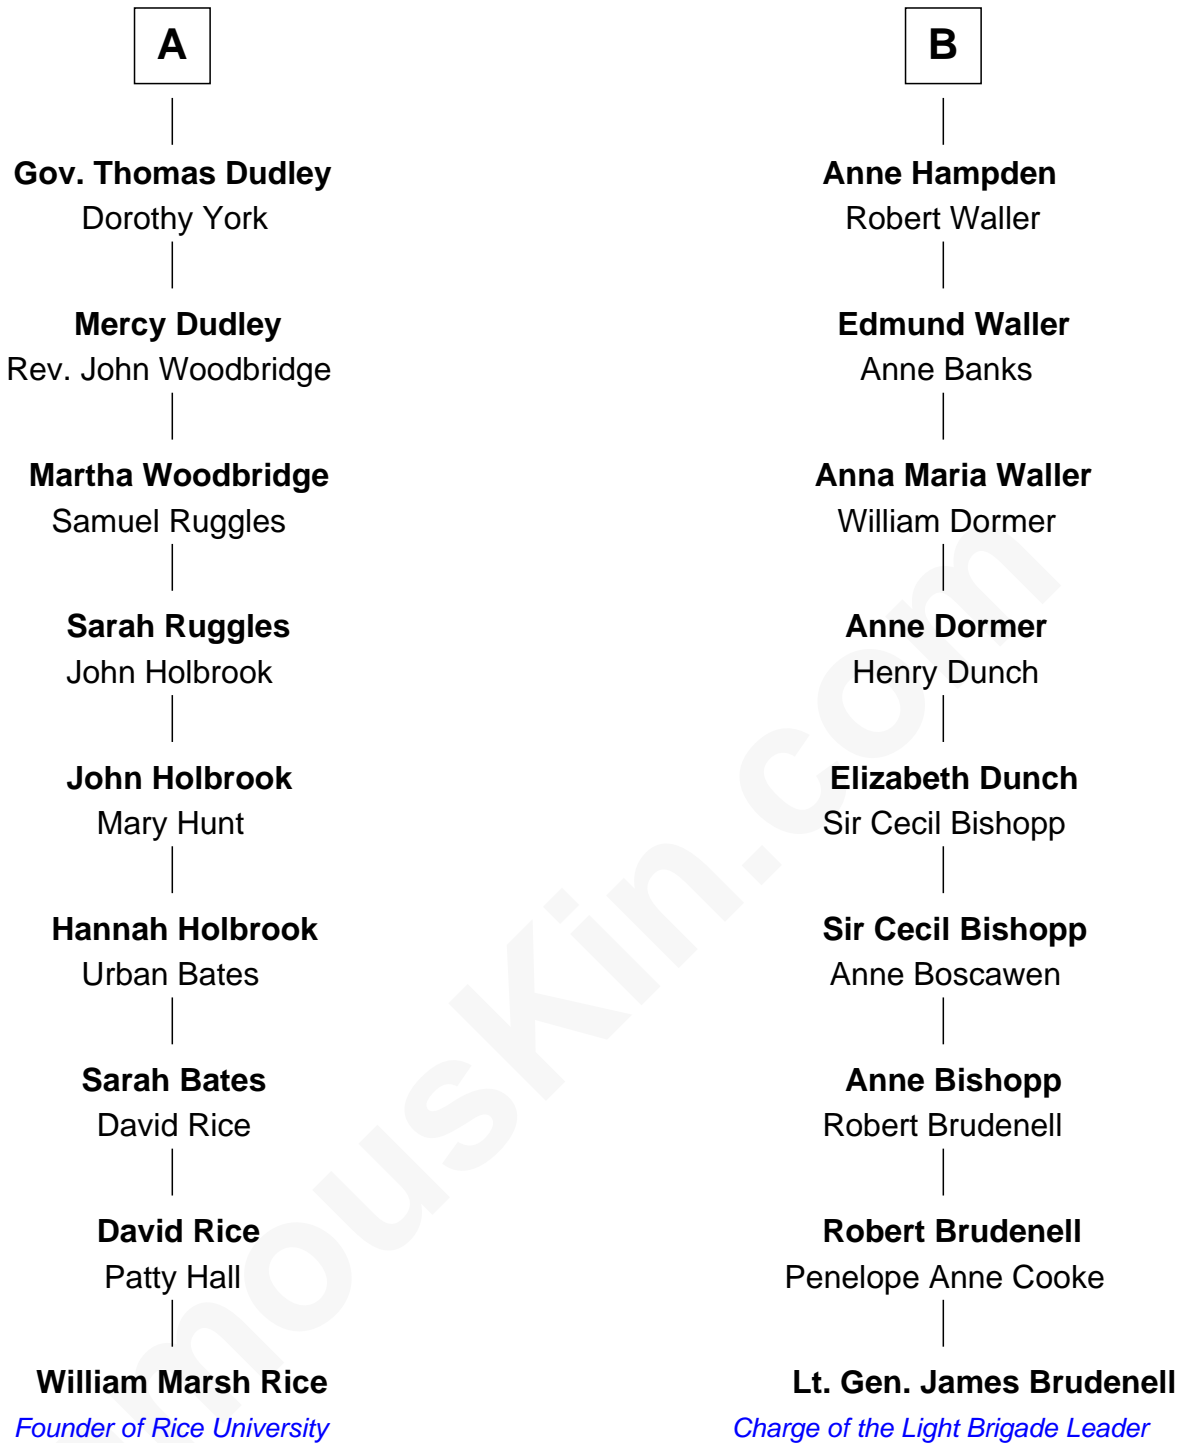 A
Gov. Thomas Dudley
Dorothy York
Mercy Dudley
Rev. John Woodbridge
Martha Woodbridge
Samuel Ruggles
Sarah Ruggles
John Holbrook
John Holbrook
Mary Hunt
Hannah Holbrook
Urban Bates
Sarah Bates
David Rice
David Rice
Patty Hall
William Marsh Rice
Founder of Rice University
B
Anne Hampden
Robert Waller
Edmund Waller
Anne Banks
Anna Maria Waller
William Dormer
Anne Dormer
Henry Dunch
Elizabeth Dunch
Sir Cecil Bishopp
Sir Cecil Bishopp
Anne Boscawen
Anne Bishopp
Robert Brudenell
Robert Brudenell
Penelope Anne Cooke
Lt. Gen. James Brudenell
Charge of the Light Brigade Leader
mousKin.com